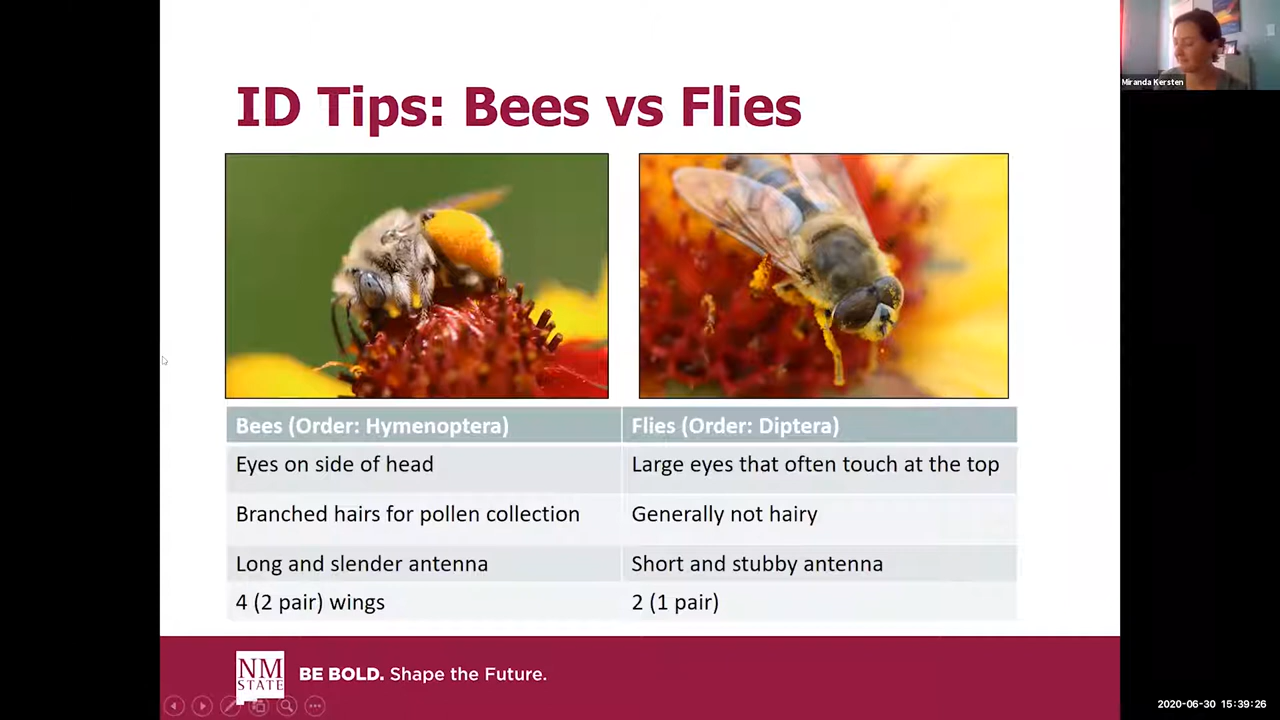 Miranda Kersten
ID Tips: Bees vs Flies
Bees (Order: Hymenoptera)
Flies (Order: Diptera)
Eyes on side of head
Large eyes that often touch at the top
Branched hairs for pollen collection
Generally not hairy
Long and slender antenna
Short and stubby antenna
4 (2 pair) wings
2 (1 pair)
NM
STATE
BE BOLD. Shape the Future.
2020-06-30 15:39:26